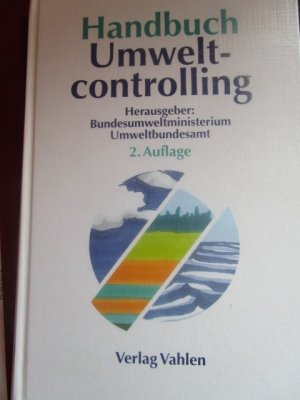 Handbuch
Umwelt-
controlling
Herausgeber:
Bundesumweltministerium
Umweltbundesamt
2. Auflage
Verlag Vahlen